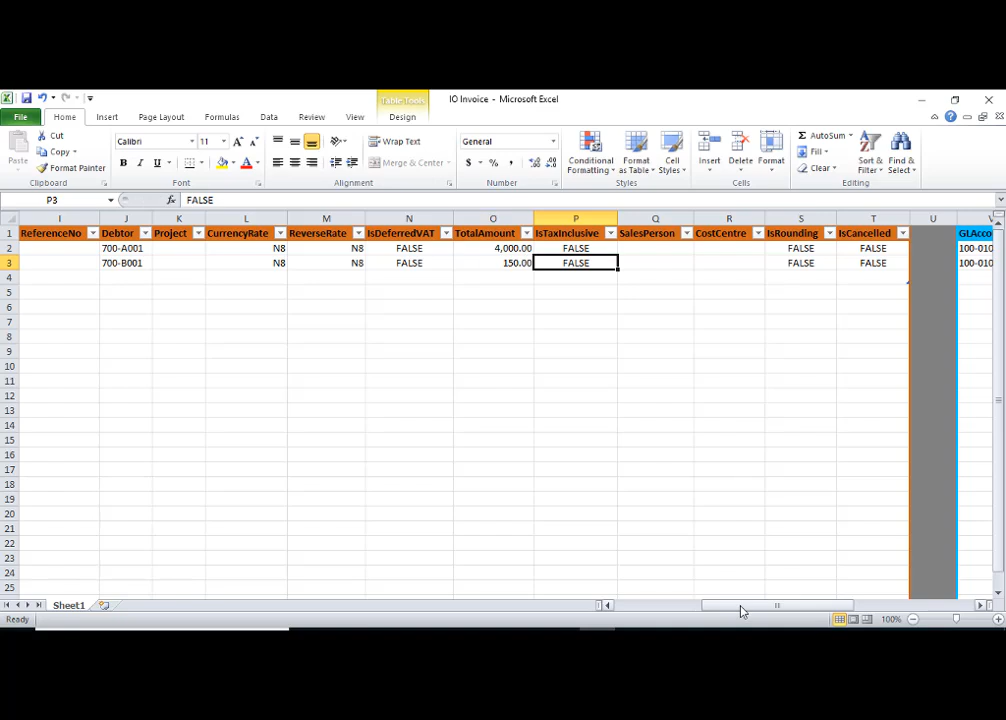 Table Tools
IO Invoice - Microsoft Excel
File Home Insert Page Layout Formulas Data Review View Design
Paste
Cut
Copy
Format Painter
Clipboard
Calibri 11
B I U
Font
Wrap Text
Merge & Center
Alignment
General
$ % ,
Number
Conditional Formatting
Format as Table
Cell Styles
Styles
Insert Delete Format
Cells
Σ AutoSum
Fill
Clear
Sort & Filter
Find & Select
Editing
P3 fx FALSE
I J K L M N O P Q R S T U V
1 ReferenceNo Debtor Project CurrencyRate ReverseRate IsDeferredVAT TotalAmount IsTaxInclusive SalesPerson CostCentre IsRounding IsCancelled GLAcco
2 700-A001 N8 N8 FALSE 4,000.00 FALSE FALSE FALSE 100-010
3 700-B001 N8 N8 FALSE 150.00 FALSE FALSE FALSE 100-010
4
5
6
7
8
9
10
11
12
13
14
15
16
17
18
19
20
21
22
23
24
25
Sheet1
Ready 100%